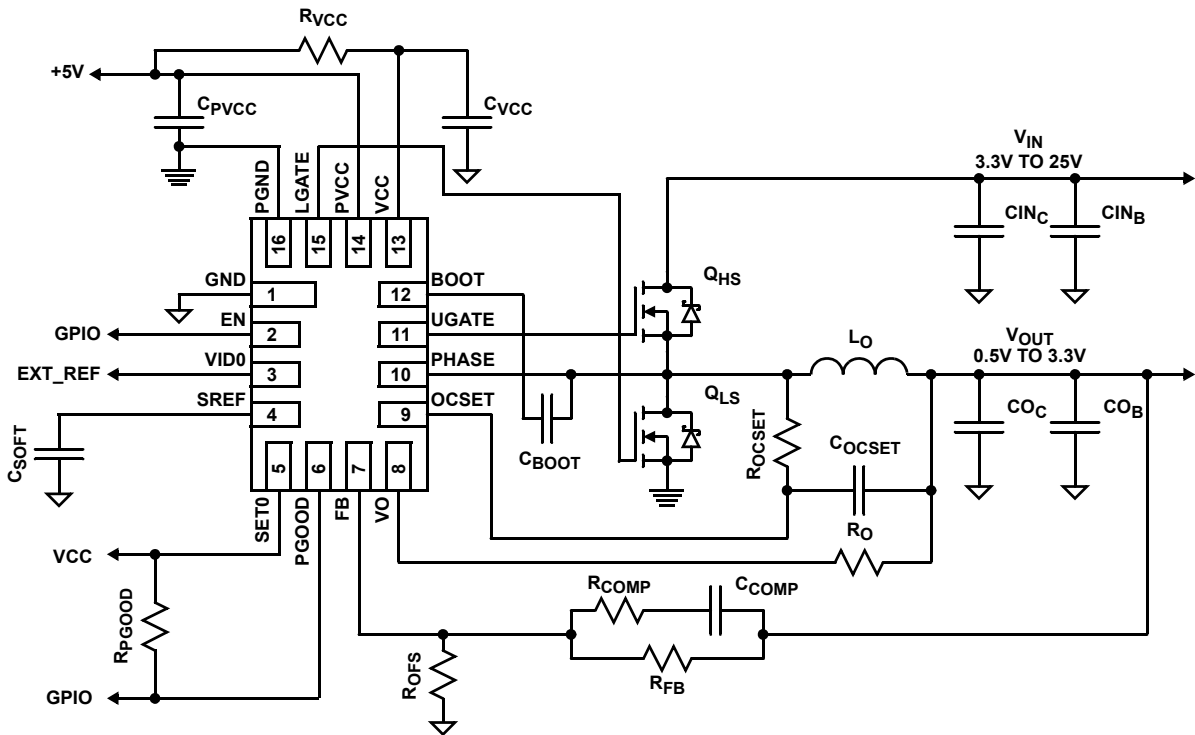 RVCC
+5V
CPVCC
CVCC
PGND
LGATE
PVCC
VCC
16
15
14
13
VIN
3.3V TO 25V
CINC
CINB
GND
1
12
BOOT
QHS
EN
GPIO
2
11
UGATE
VID0
EXT_REF
3
10
PHASE
LO
VOUT
0.5V TO 3.3V
SREF
4
9
OCSET
QLS
COC
COB
CSOFT
CBOOT
ROCSET
COCSET
5
6
7
8
SET0
PGOOD
FB
VO
RO
VCC
RPGOOD
GPIO
RCOMP
CCOMP
ROFS
RFB